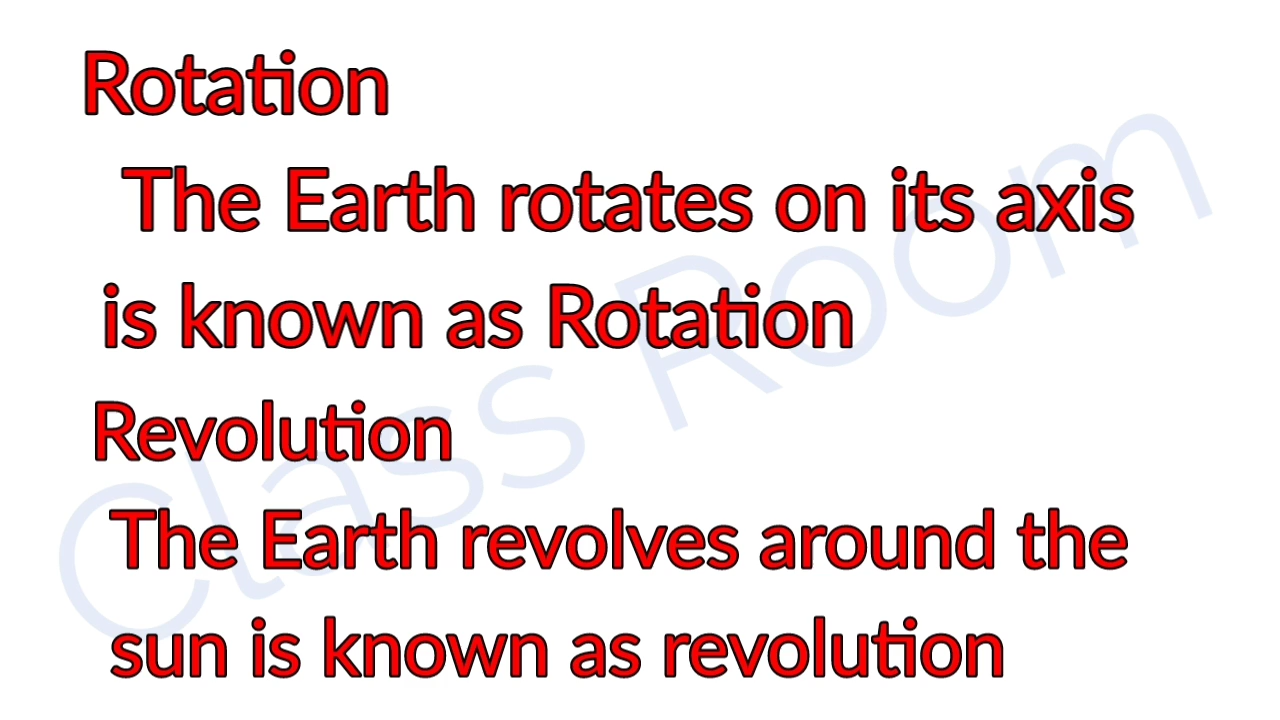 Rotation
The Earth rotates on its axis
is known as Rotation
Revolution
The Earth revolves around the
sun is known as revolution
Class Room